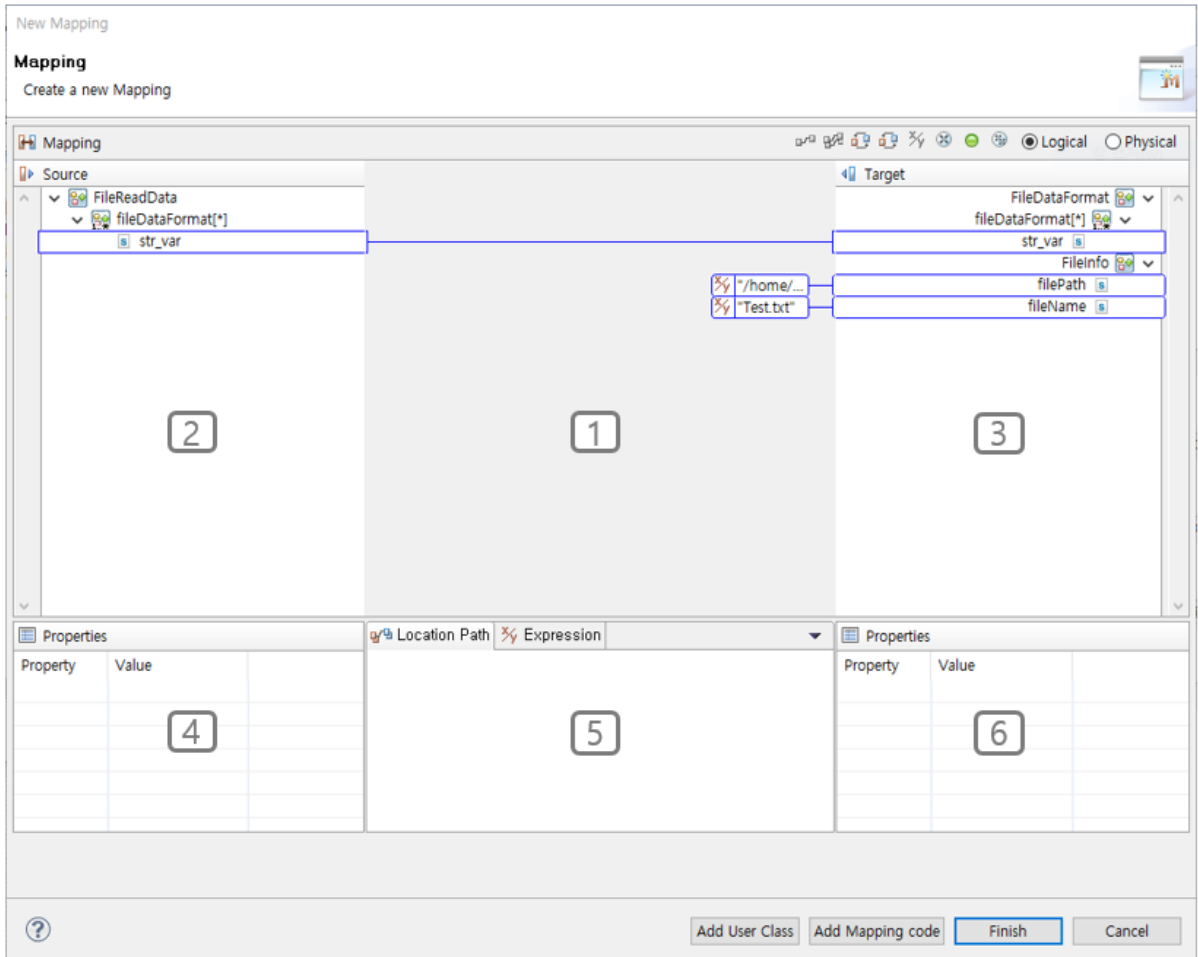 New Mapping
Mapping
Create a new Mapping
Mapping
Logical
Physical
Source
Target
FileReadData
FileDataFormat
fileDataFormat[*]
fileDataFormat[*]
str_var
str_var
FileInfo
"/home/...
filePath
"Test.txt"
fileName
2
1
3
Properties
Location Path
Expression
Properties
Property
Value
Property
Value
4
5
6
Add User Class
Add Mapping code
Finish
Cancel